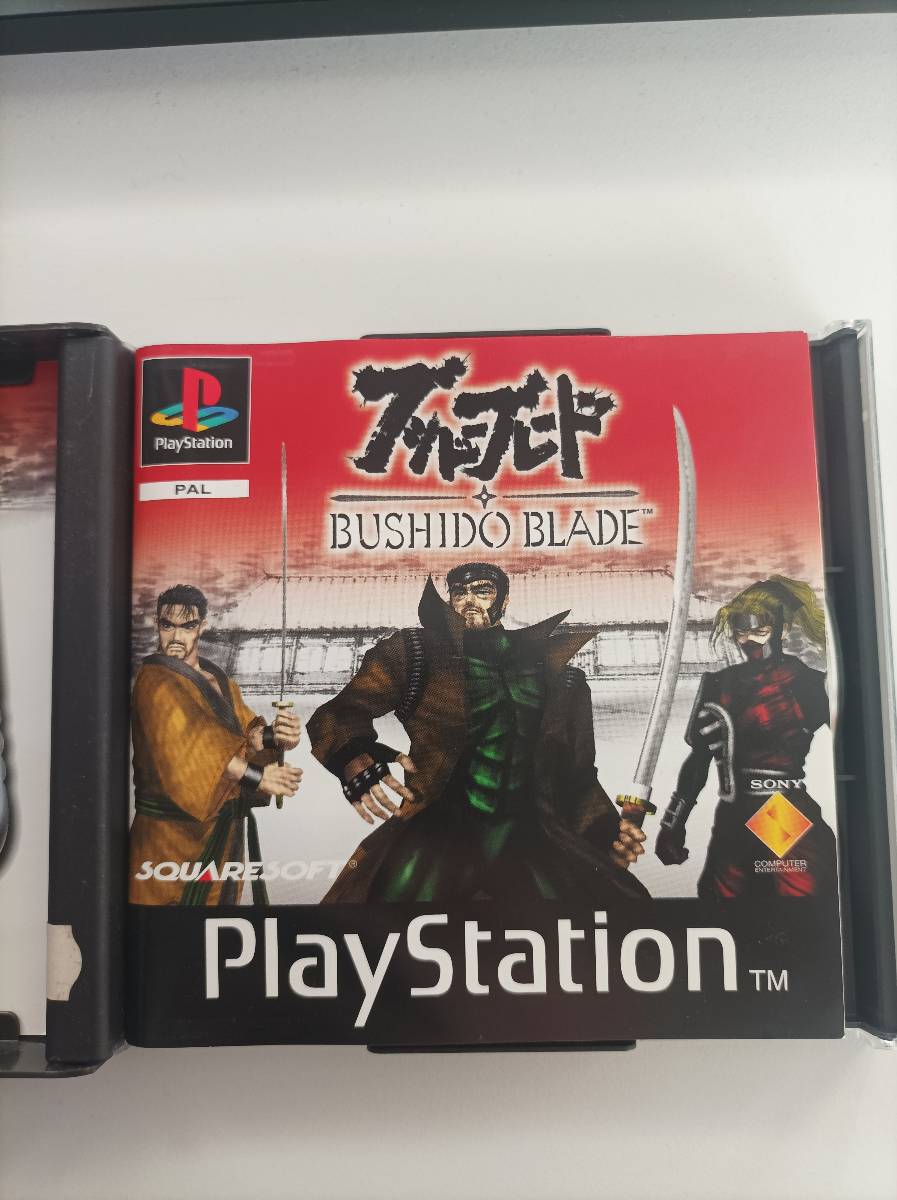 PlayStation
PAL
ブシドーブレード
BUSHIDO BLADE™
SONY
COMPUTER
ENTERTAINMENT
SQUARESOFT®
PlayStation™